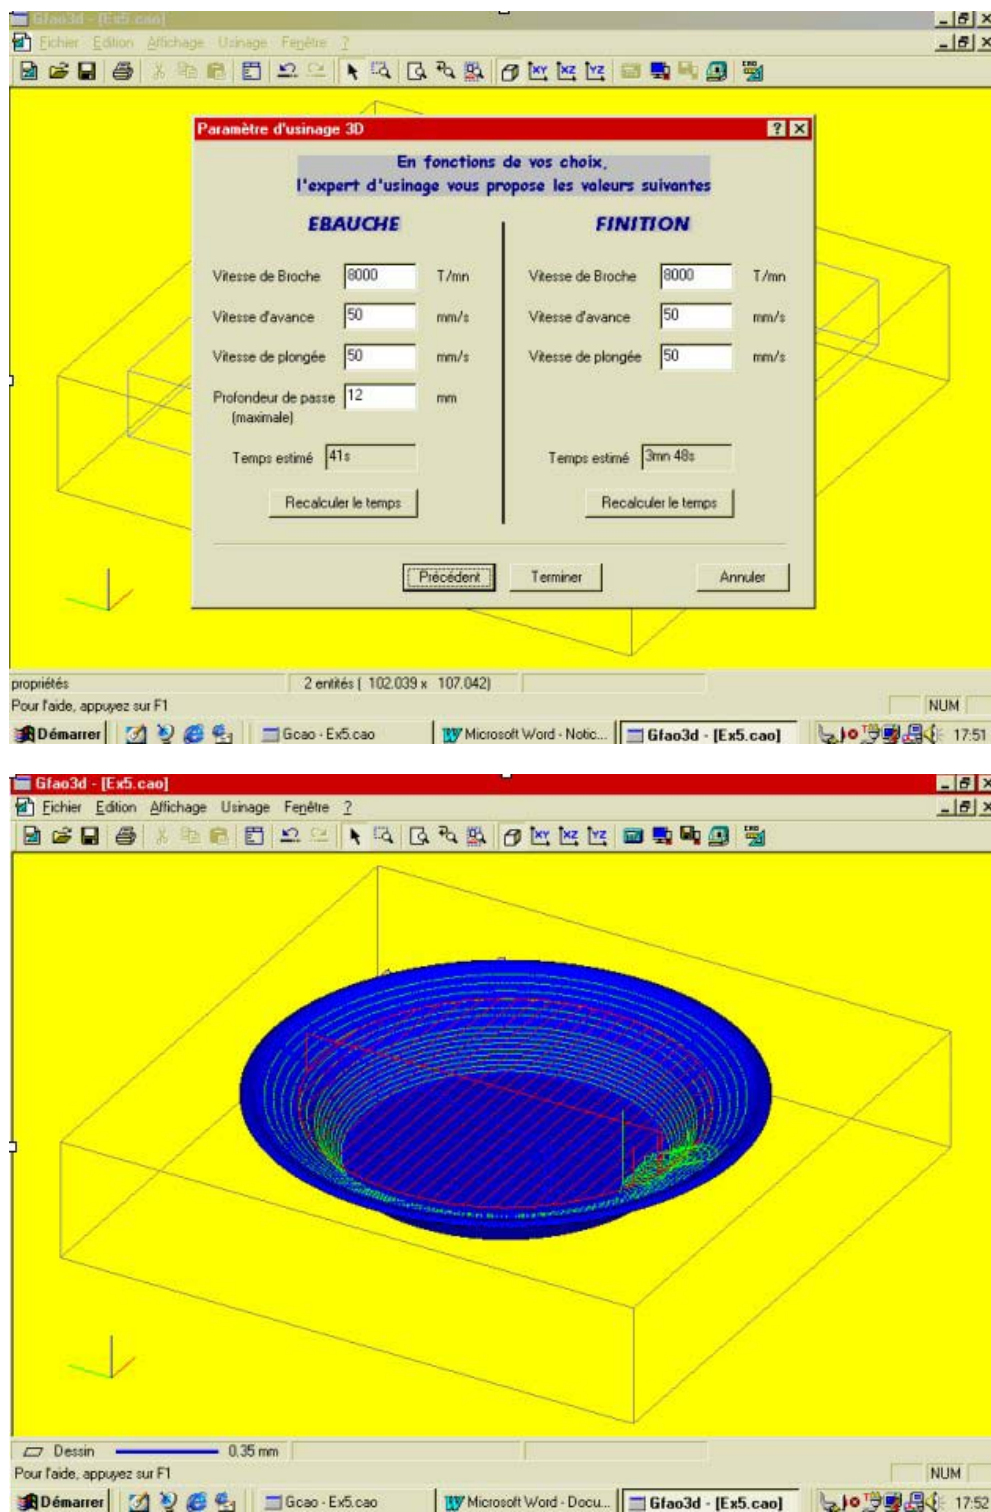 Gfao3d - [Ex5.cao]
Fichier Edition Affichage Usinage Fenêtre ?
XY XZ YZ
Paramètre d'usinage 3D
En fonctions de vos choix,
l'expert d'usinage vous propose les valeurs suivantes
EBAUCHE FINITION
Vitesse de Broche 8000 T/mn Vitesse de Broche 8000 T/mn
Vitesse d'avance 50 mm/s Vitesse d'avance 50 mm/s
Vitesse de plongée 50 mm/s Vitesse de plongée 50 mm/s
Profondeur de passe 12 mm
(maximale)
Temps estimé 41s Temps estimé 3mn 48s
Recalculer le temps Recalculer le temps
Précédent Terminer Annuler
propriétés 2 entités ( 102.039 x 107.042)
Pour l'aide, appuyez sur F1 NUM
Démarrer Gcao - Ex5.cao Microsoft Word - Notic... Gfao3d - [Ex5.cao] 17:51
Gfao3d - [Ex5.cao]
Fichier Edition Affichage Usinage Fenêtre ?
XY XZ YZ
Dessin 0.35 mm
Pour l'aide, appuyez sur F1 NUM
Démarrer Gcao - Ex5.cao Microsoft Word - Docu... Gfao3d - [Ex5.cao] 17:52